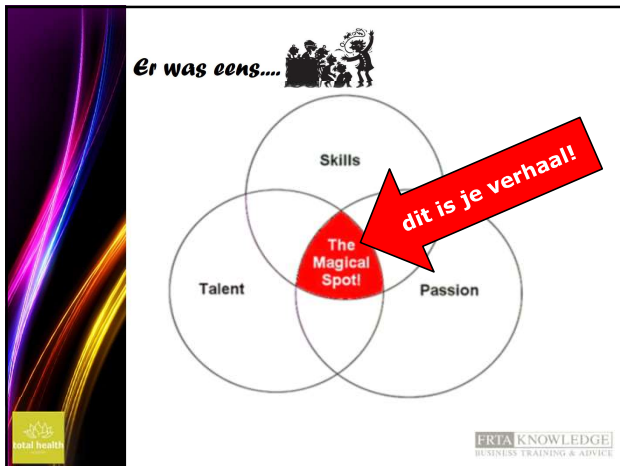 Er was eens....
Skills
dit is je verhaal!
The
Magical
Spot!
Talent
Passion
total health
FRTA KNOWLEDGE
BUSINESS TRAINING & ADVICE